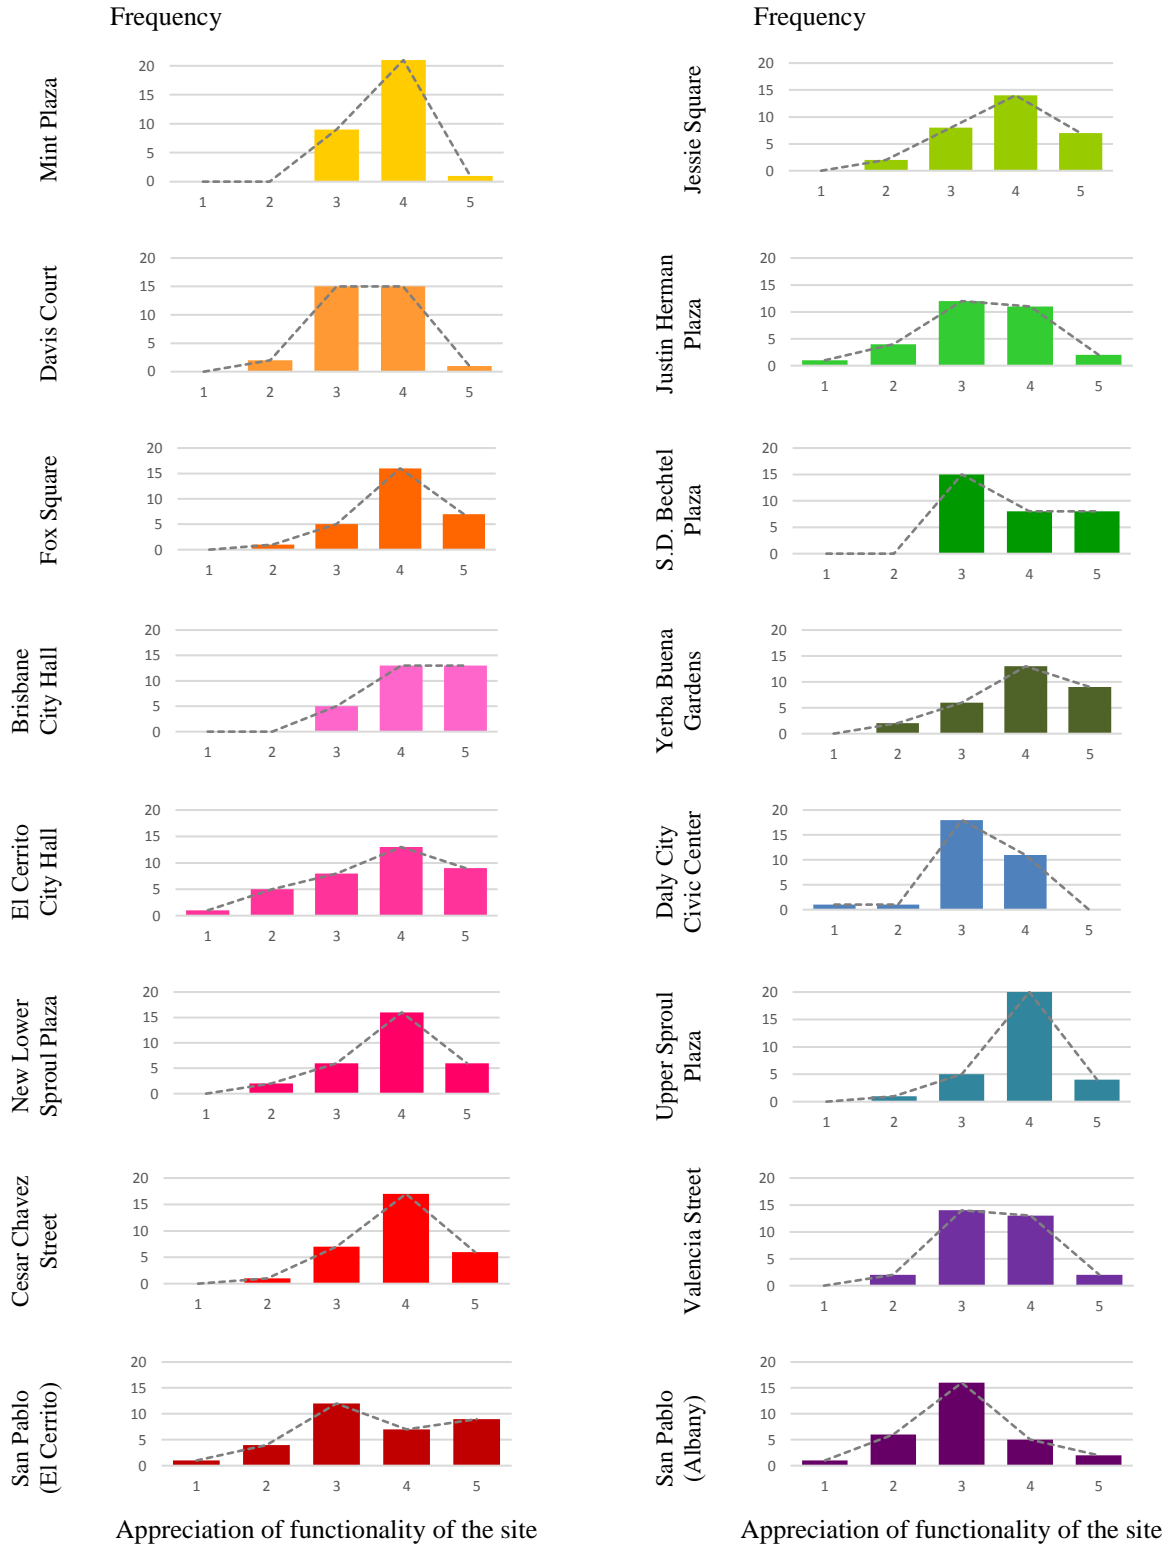 Frequency
Frequency
Mint Plaza
20
15
10
5
0
1 2 3 4 5
Jessie Square
20
15
10
5
0
1 2 3 4 5
Davis Court
20
15
10
5
0
1 2 3 4 5
Justin Herman
Plaza
20
15
10
5
0
1 2 3 4 5
Fox Square
20
15
10
5
0
1 2 3 4 5
S.D. Bechtel
Plaza
20
15
10
5
0
1 2 3 4 5
Brisbane
City Hall
20
15
10
5
0
1 2 3 4 5
Yerba Buena
Gardens
20
15
10
5
0
1 2 3 4 5
El Cerrito
City Hall
20
15
10
5
0
1 2 3 4 5
Daly City
Civic Center
20
15
10
5
0
1 2 3 4 5
New Lower
Sproul Plaza
20
15
10
5
0
1 2 3 4 5
Upper Sproul
Plaza
20
15
10
5
0
1 2 3 4 5
Cesar Chavez
Street
20
15
10
5
0
1 2 3 4 5
Valencia Street
20
15
10
5
0
1 2 3 4 5
San Pablo
(El Cerrito)
20
15
10
5
0
1 2 3 4 5
San Pablo
(Albany)
20
15
10
5
0
1 2 3 4 5
Appreciation of functionality of the site
Appreciation of functionality of the site